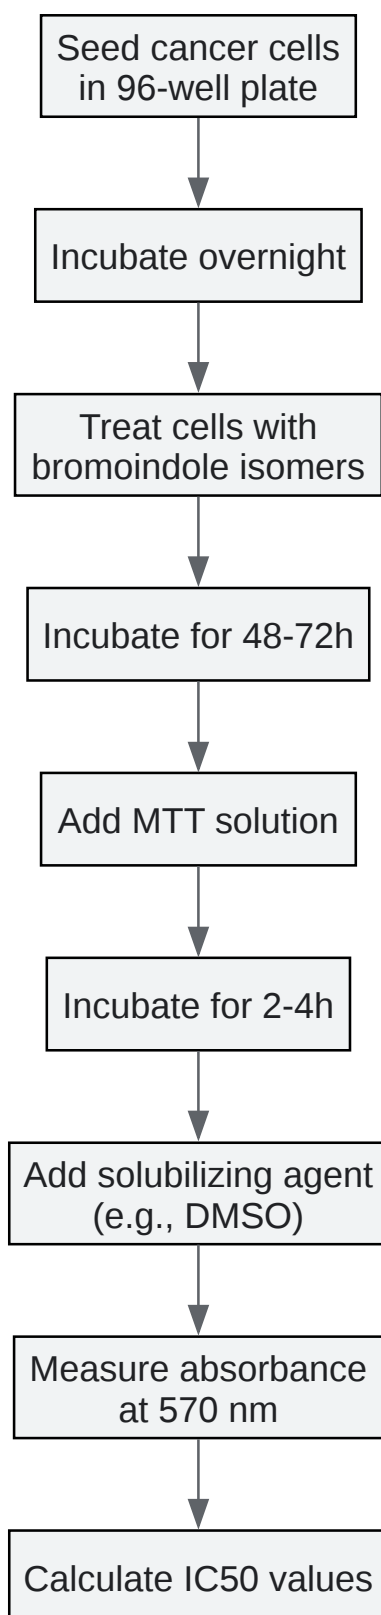 Seed cancer cells
in 96-well plate
Incubate overnight
Treat cells with
bromoindole isomers
Incubate for 48-72h
Add MTT solution
Incubate for 2-4h
Add solubilizing agent
(e.g., DMSO)
Measure absorbance
at 570 nm
Calculate IC50 values